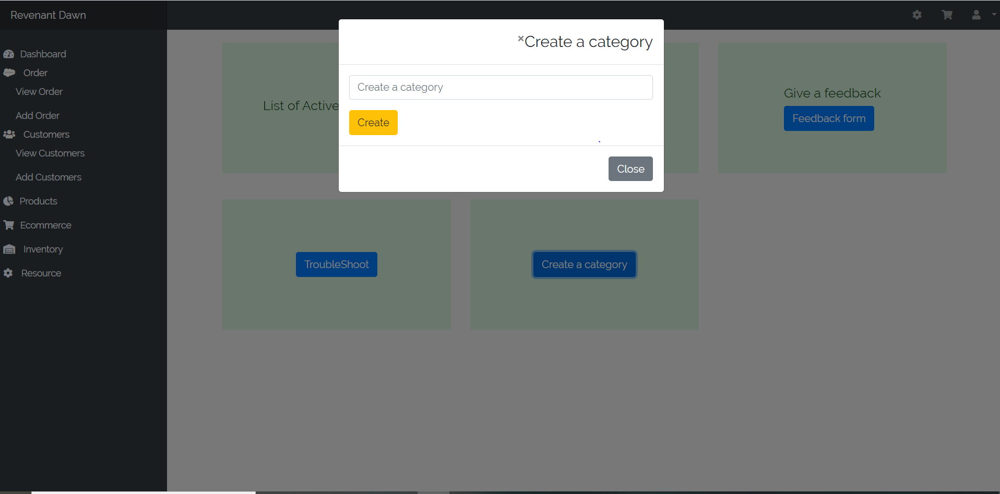 Revenant Dawn
Dashboard
Order
View Order
Add Order
Customers
View Customers
Add Customers
Products
Ecommerce
Inventory
Resource
×Create a category
Create a category
Create
Close
List of Active
Give a feedback
Feedback form
TroubleShoot
Create a category